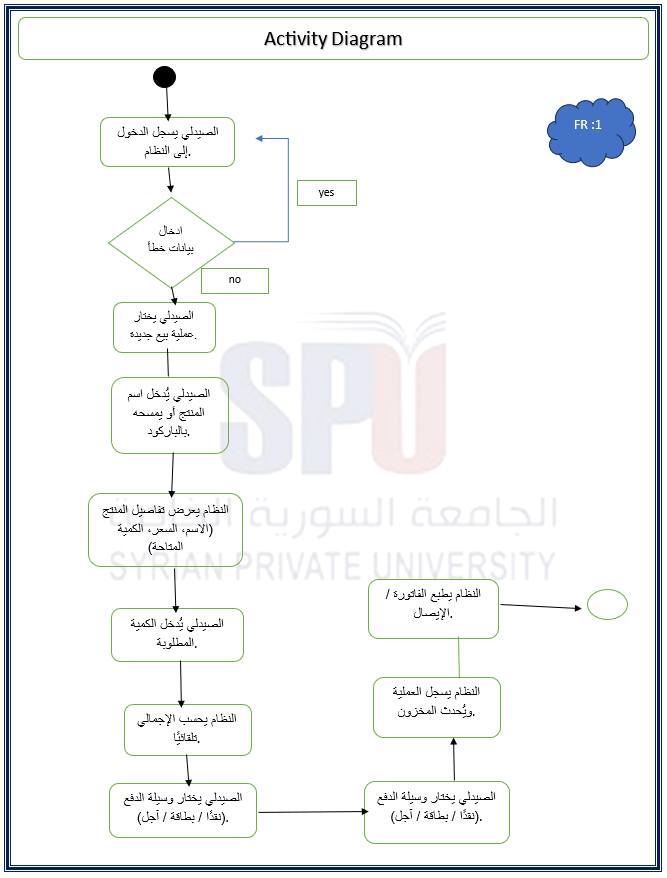 Activity Diagram
FR :1
الصيدلي يسجل الدخول
إلى النظام.
yes
ادخال
بيانات خطأ
no
الصيدلي يختار
عملية بيع جديدة.
الصيدلي يُدخل اسم
المنتج أو يمسحه
بالباركود.
النظام يعرض تفاصيل المنتج
(الاسم، السعر، الكمية
المتاحة)
الصيدلي يُدخل الكمية
المطلوبة.
النظام يحسب الإجمالي
تلقائيًا.
الصيدلي يختار وسيلة الدفع
(نقدًا / بطاقة / آجل).
الصيدلي يختار وسيلة الدفع
(نقدًا / بطاقة / آجل).
النظام يسجل العملية
ويُحدث المخزون.
النظام يطبع الفاتورة /
الإيصال.
SPU
الجامعة السورية الخاصة
SYRIAN PRIVATE UNIVERSITY